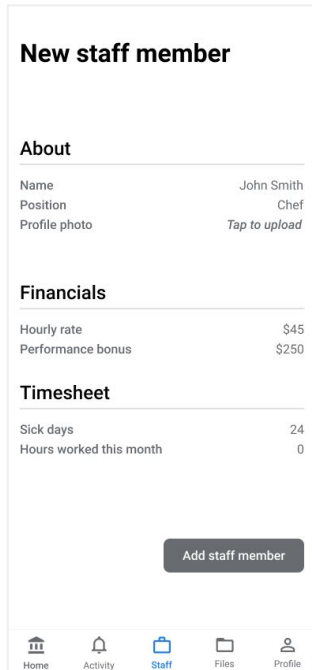 New staff member
About
Name John Smith
Position Chef
Profile photo Tap to upload
Financials
Hourly rate $45
Performance bonus $250
Timesheet
Sick days 24
Hours worked this month 0
Add staff member
Home Activity Staff Files Profile